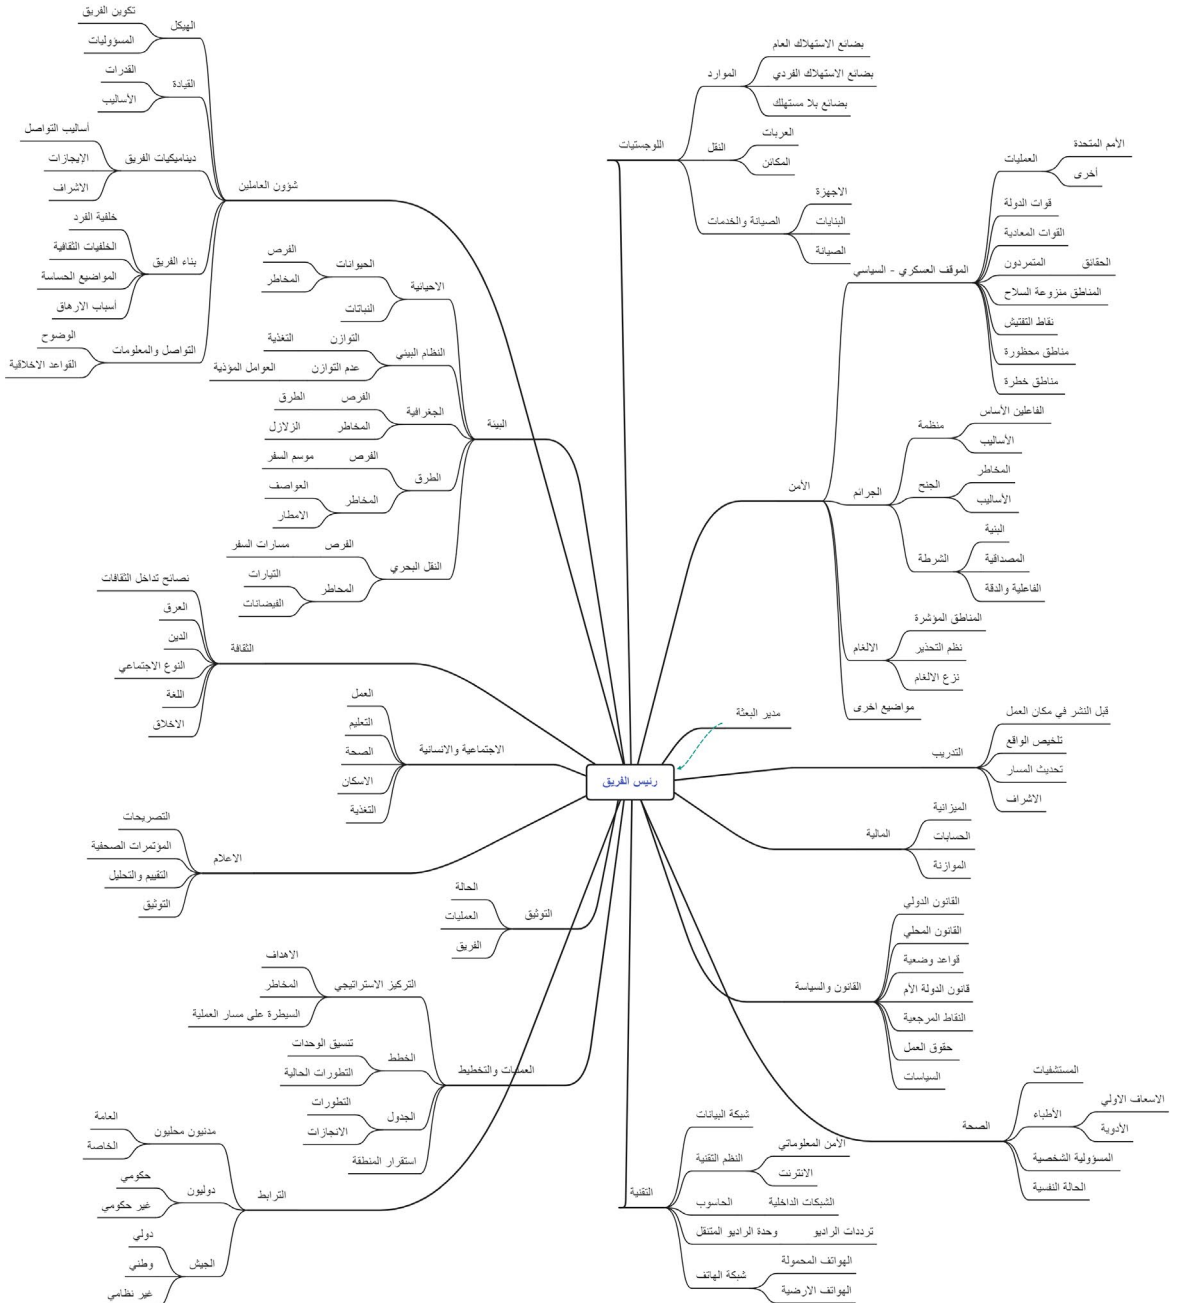 رئيس الفريق
مدير البعثة
اللوجستيات
الموارد
بضائع الاستهلاك العام
بضائع الاستهلاك الفردي
بضائع بلا مستهلك
النقل
العربات
المكائن
الصيانة والخدمات
الاجهزة
البنايات
الصيانة
الأمن
الموقف العسكري - السياسي
العمليات
الأمم المتحدة
أخرى
قوات الدولة
القوات المعادية
المتمردون
الحقائق
المناطق منزوعة السلاح
نقاط التفتيش
مناطق محظورة
مناطق خطرة
الجرائم
منظمة
الفاعلين الأساس
الأساليب
الجنح
المخاطر
الأساليب
الشرطة
البنية
المصداقية
الفاعلية والدقة
الالغام
المناطق المؤشرة
نظم التحذير
نزع الالغام
مواضيع اخرى
التدريب
قبل النشر في مكان العمل
تلخيص الواقع
تحديث المسار
الاشراف
المالية
الميزانية
الحسابات
الموازنة
القانون والسياسة
القانون الدولي
القانون المحلي
قواعد وضعية
قانون الدولة الأم
النقاط المرجعية
حقوق العمل
السياسات
الصحة
المستشفيات
الأطباء
الاسعاف الاولي
الأدوية
المسؤولية الشخصية
الحالة النفسية
التقنية
شبكة البيانات
النظم التقنية
الأمن المعلوماتي
الانترنت
الحاسوب
الشبكات الداخلية
وحدة الراديو المتنقل
ترددات الراديو
شبكة الهاتف
الهواتف المحمولة
الهواتف الارضية
شؤون العاملين
الهيكل
تكوين الفريق
المسؤوليات
القيادة
القدرات
الأساليب
ديناميكيات الفريق
أساليب التواصل
الإيجازات
الاشراف
بناء الفريق
خلفية الفرد
الخلفيات الثقافية
المواضيع الحساسة
أسباب الارهاق
التواصل والمعلومات
الوضوح
القواعد الاخلاقية
البيئة
الاحيائية
الحيوانات
الفرص
المخاطر
النباتات
النظام البيئي
التوازن
التغذية
عدم التوازن
العوامل المؤذية
الجغرافية
الفرص
الطرق
المخاطر
الزلازل
الطرق
الفرص
موسم السفر
المخاطر
العواصف
الامطار
النقل البحري
الفرص
مسارات السفر
المخاطر
التيارات
الفيضانات
الثقافة
نصائح تداخل الثقافات
العرق
الدين
النوع الاجتماعي
اللغة
الاخلاق
الاجتماعية والانسانية
العمل
التعليم
الصحة
الاسكان
التغذية
الاعلام
التصريحات
المؤتمرات الصحفية
التقييم والتحليل
التوثيق
التوثيق
الحالة
العمليات
الفريق
العمليات والتخطيط
التركيز الاستراتيجي
الاهداف
المخاطر
السيطرة على مسار العملية
الخطط
تنسيق الوحدات
التطورات الحالية
الجدول
التطورات
الانجازات
استقرار المنطقة
الترابط
مدنيون محليون
العامة
الخاصة
دوليون
حكومي
غير حكومي
الجيش
دولي
وطني
غير نظامي